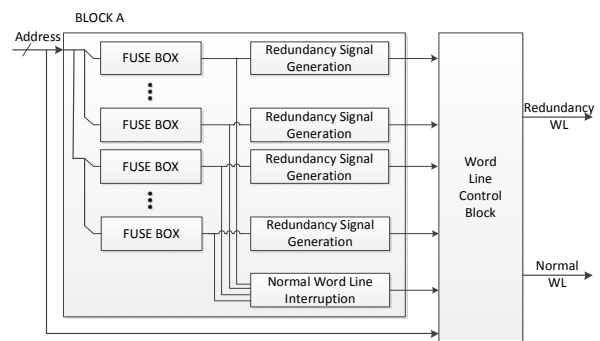 BLOCK A
Address
FUSE BOX
Redundancy Signal
Generation
FUSE BOX
Redundancy Signal
Generation
FUSE BOX
Redundancy Signal
Generation
FUSE BOX
Redundancy Signal
Generation
Normal Word Line
Interruption
Word
Line
Control
Block
Redundancy
WL
Normal
WL